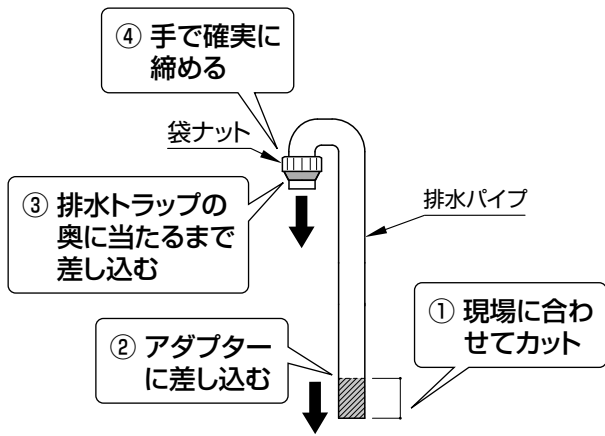 ④ 手で確実に
締める
袋ナット
③ 排水トラップの
奥に当たるまで
差し込む
排水パイプ
① 現場に合わ
せてカット
② アダプター
に差し込む